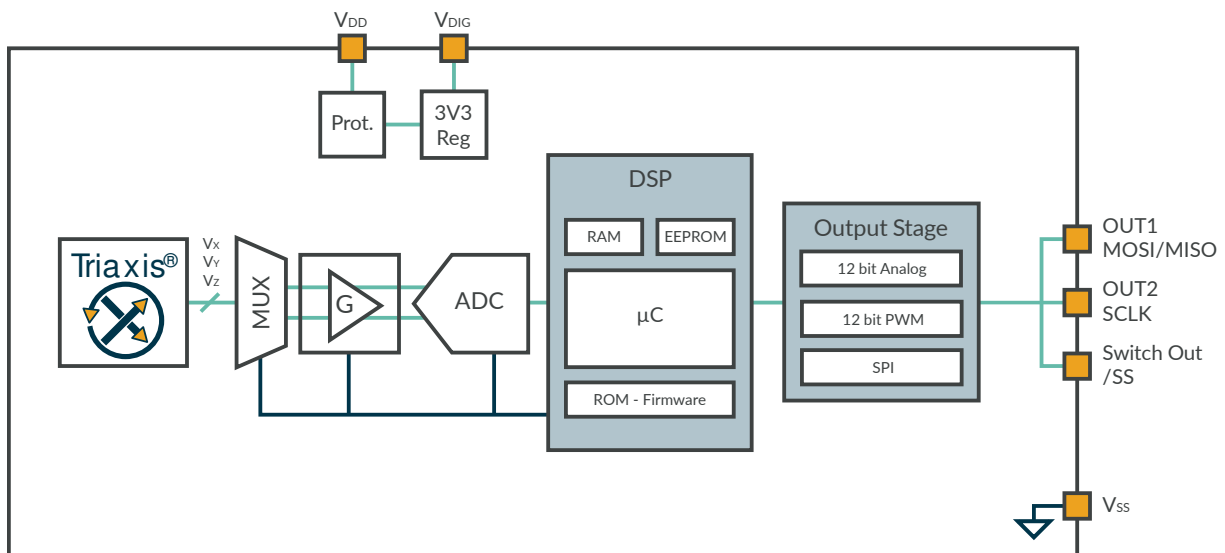 VDD
VDIG
Prot.
3V3
Reg
DSP
RAM
EEPROM
μC
ROM - Firmware
Output Stage
12 bit Analog
12 bit PWM
SPI
Triaxis®
VX
VY
VZ
MUX
G
ADC
OUT1
MOSI/MISO
OUT2
SCLK
Switch Out
/SS
VSS